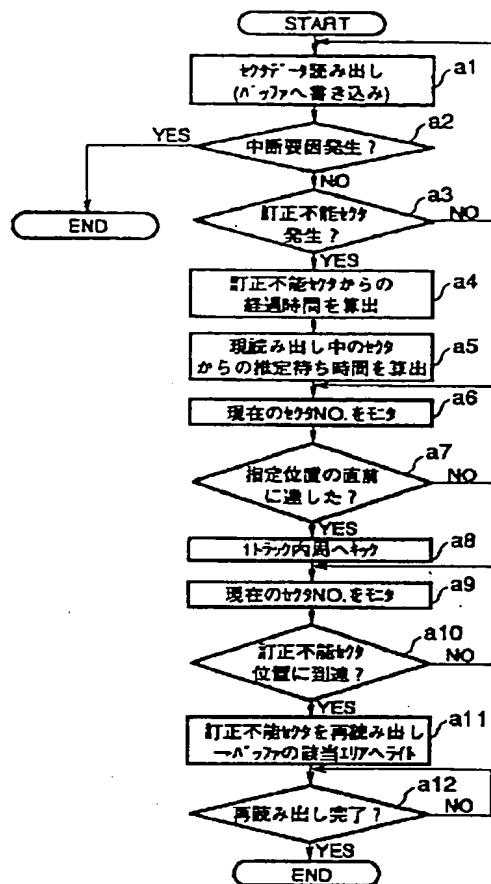 START
セクタデータ読み出し
(バッファへ書き込み)
a1
a2
YES
中断要因発生?
NO
a3
END
訂正不能セクタ
発生?
NO
YES
訂正不能セクタからの
経過時間を算出
a4
現読み出し中のセクタ
からの推定待ち時間を算出
a5
a6
現在のセクタNO.をモニタ
a7
指定位置の直前
に達した?
NO
YES
a8
1トラック内周へキック
a9
現在のセクタNO.をモニタ
a10
訂正不能セクタ
位置に到達?
NO
YES
a11
訂正不能セクタを再読み出し
→バッファの該当エリアへライト
a12
再読み出し完了?
NO
YES
END